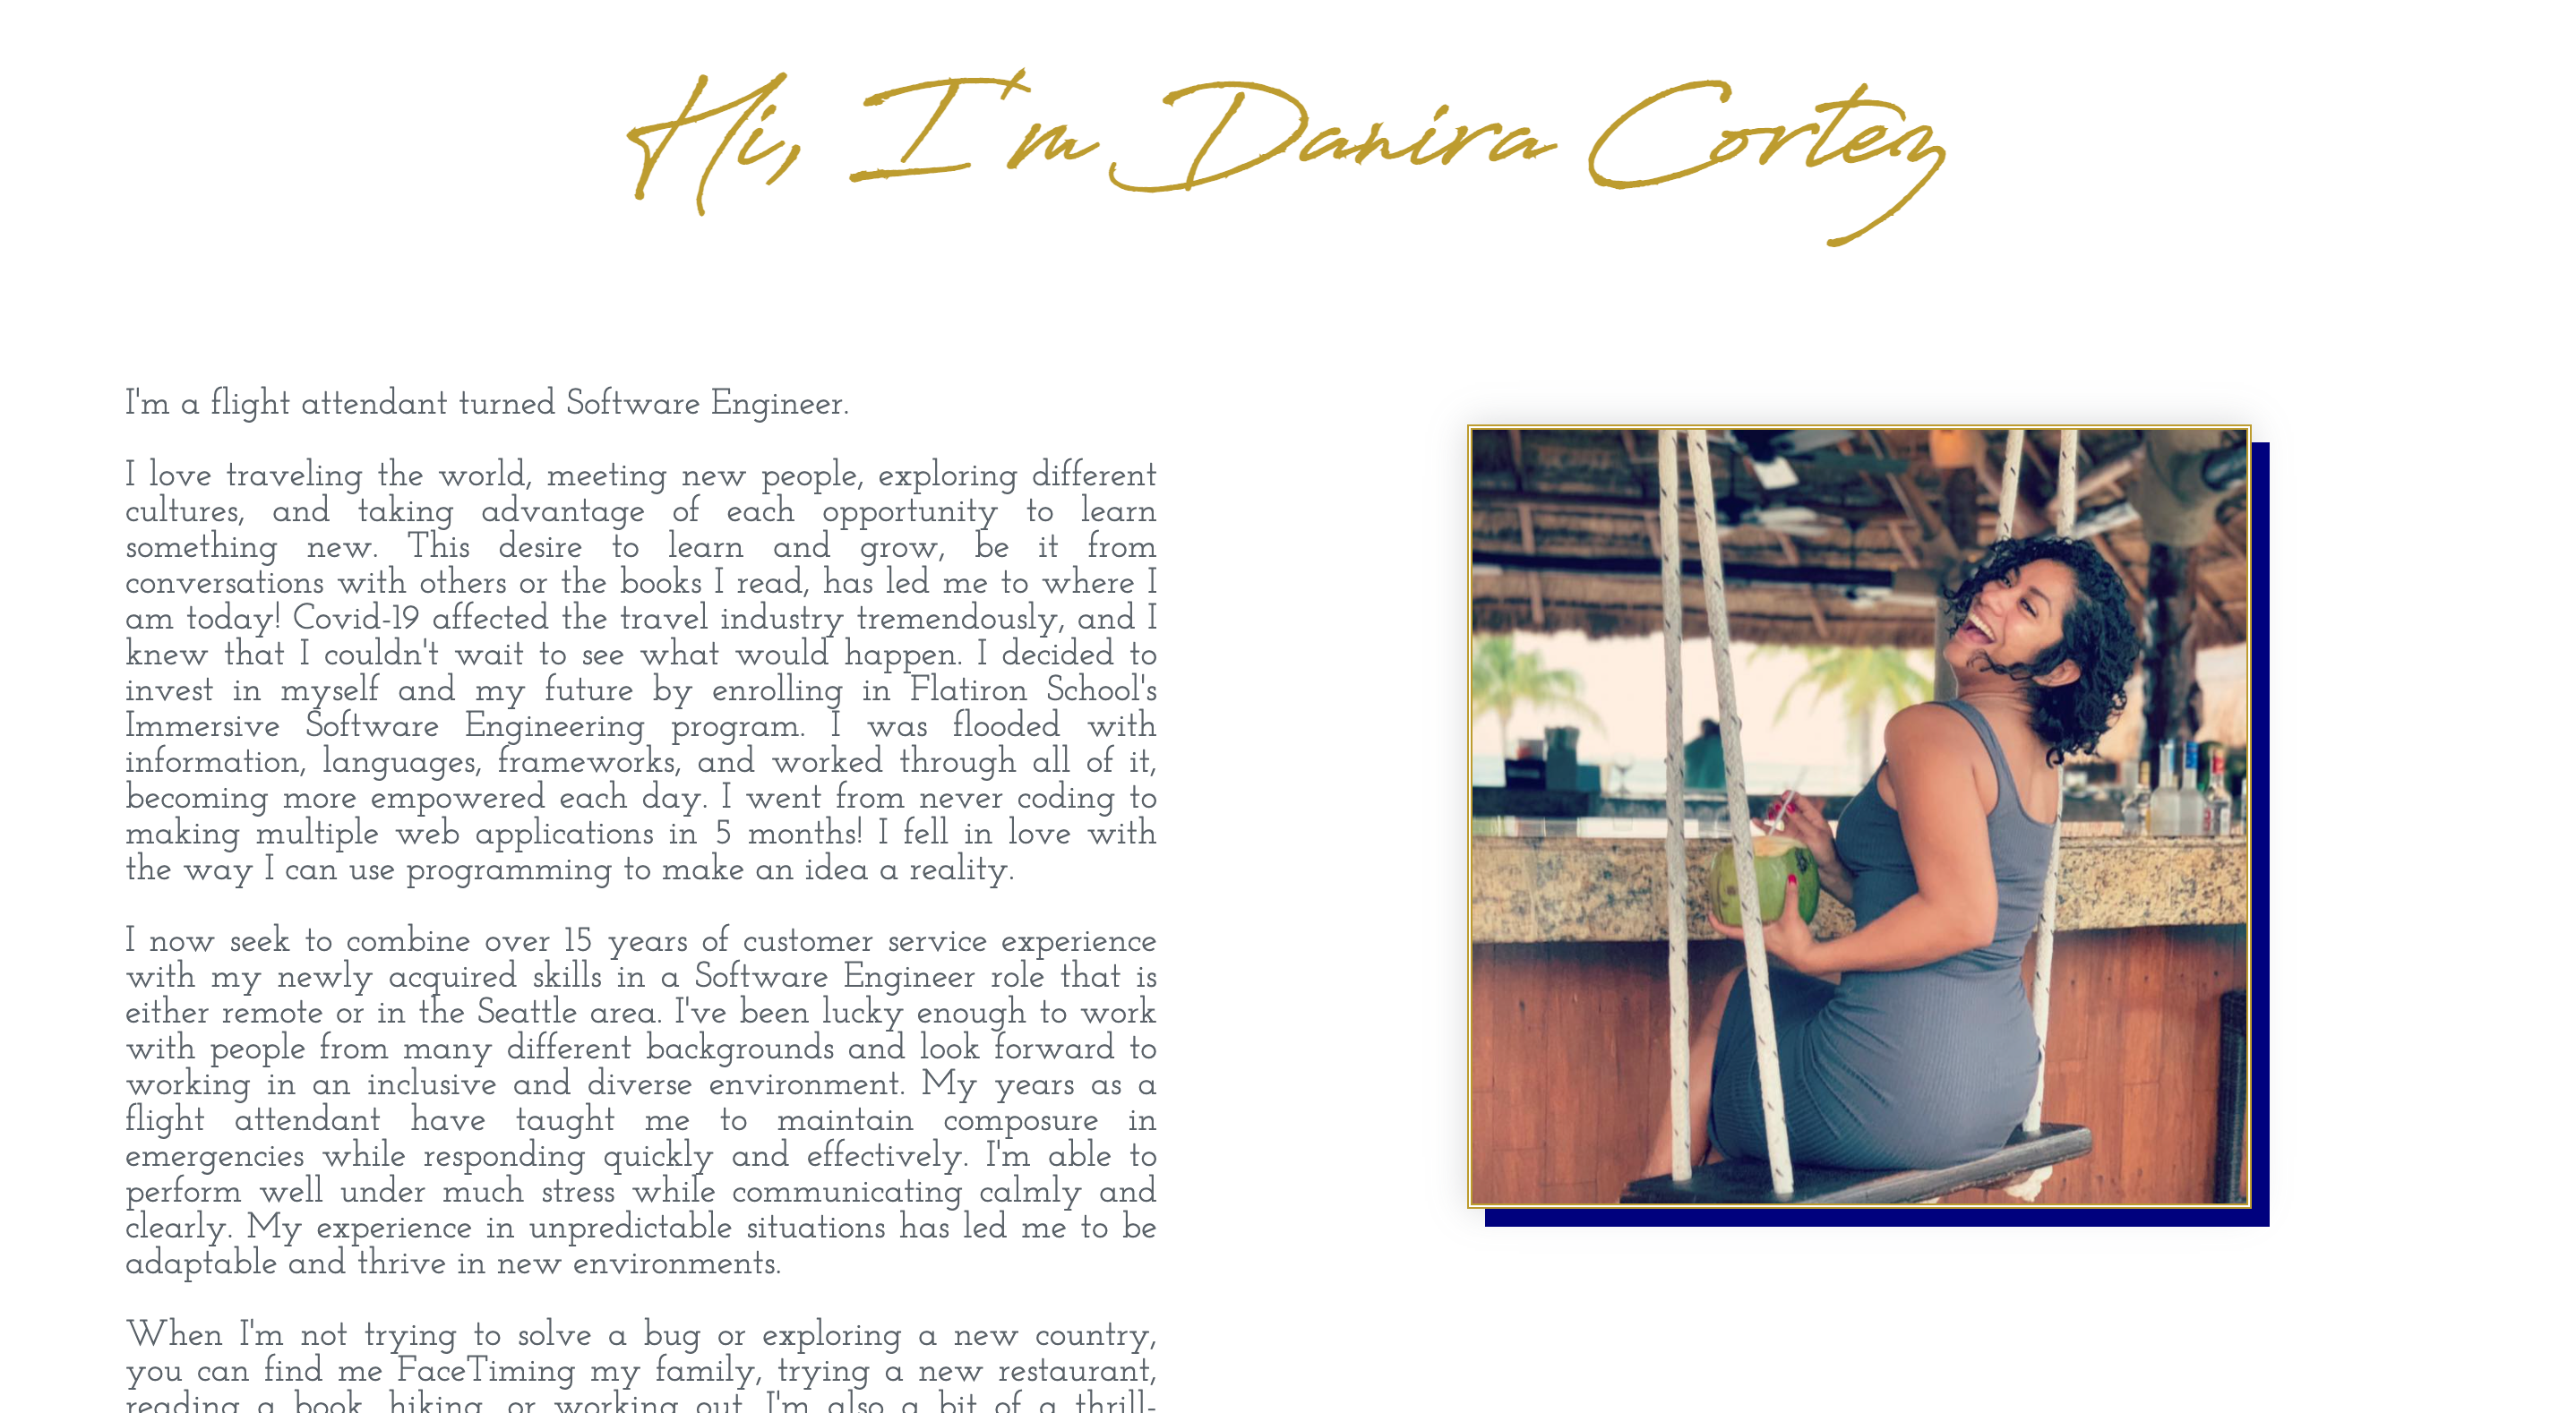 Hi, I'm Danira Cortez
I'm a flight attendant turned Software Engineer.
I love traveling the world, meeting new people, exploring different
cultures, and taking advantage of each opportunity to learn
something new. This desire to learn and grow, be it from
conversations with others or the books I read, has led me to where I
am today! Covid-19 affected the travel industry tremendously, and I
knew that I couldn't wait to see what would happen. I decided to
invest in myself and my future by enrolling in Flatiron School's
Immersive Software Engineering program. I was flooded with
information, languages, frameworks, and worked through all of it,
becoming more empowered each day. I went from never coding to
making multiple web applications in 5 months! I fell in love with
the way I can use programming to make an idea a reality.
I now seek to combine over 15 years of customer service experience
with my newly acquired skills in a Software Engineer role that is
either remote or in the Seattle area. I've been lucky enough to work
with people from many different backgrounds and look forward to
working in an inclusive and diverse environment. My years as a
flight attendant have taught me to maintain composure in
emergencies while responding quickly and effectively. I'm able to
perform well under much stress while communicating calmly and
clearly. My experience in unpredictable situations has led me to be
adaptable and thrive in new environments.
When I'm not trying to solve a bug or exploring a new country,
you can find me FaceTiming my family, trying a new restaurant,
reading a book, hiking, or working out. I'm also a bit of a thrill-